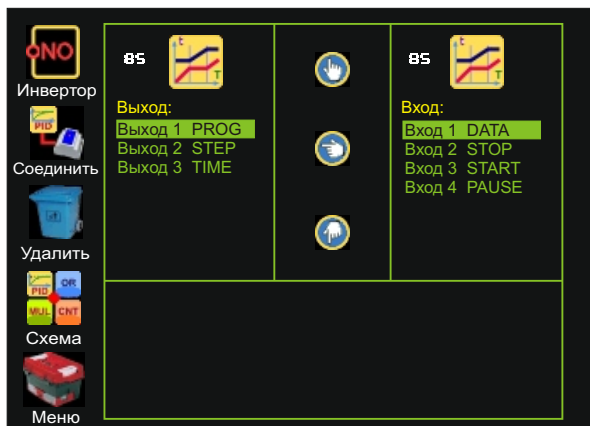 NO
Инвертор
PID
Соединить
Удалить
PID OR
MUL CNT
Схема
Меню
85
t
T
Выход:
Выход 1 PROG
Выход 2 STEP
Выход 3 TIME
85
t
T
Вход:
Вход 1 DATA
Вход 2 STOP
Вход 3 START
Вход 4 PAUSE